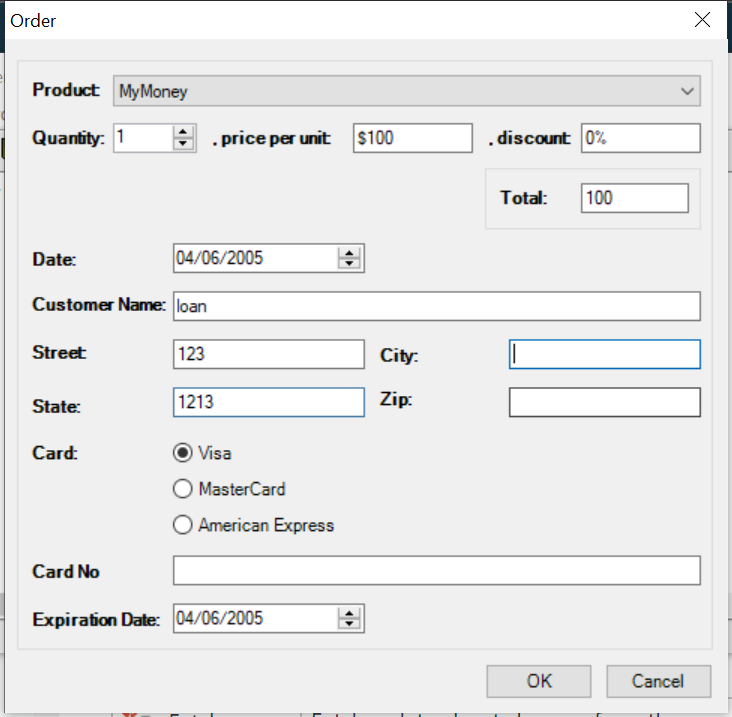 Order
Product: MyMoney
Quantity: 1 , price per unit: $100 , discount: 0%
Total: 100
Date: 04/06/2005
Customer Name: loan
Street: 123 City:
State: 1213 Zip:
Card: Visa
MasterCard
American Express
Card No
Expiration Date: 04/06/2005
OK Cancel